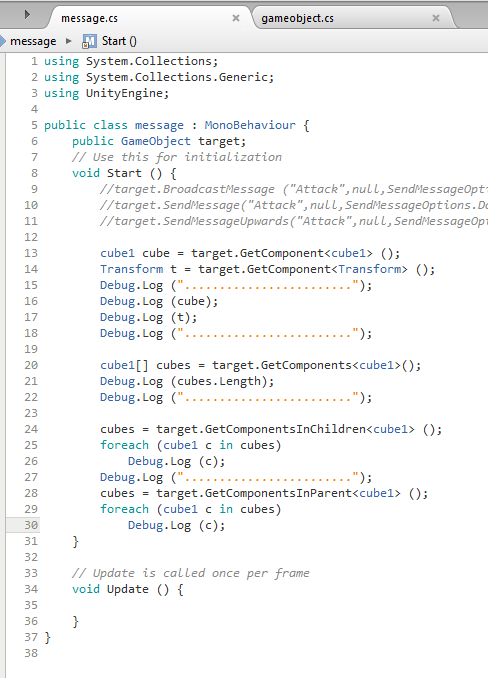 message.cs × gameobject.cs ×
message ▸ M Start ()
1 using System.Collections;
2 using System.Collections.Generic;
3 using UnityEngine;
4
5 public class message : MonoBehaviour {
6     public GameObject target;
7     // Use this for initialization
8     void Start () {
9         //target.BroadcastMessage ("Attack",null,SendMessageOpti
10         //target.SendMessage("Attack",null,SendMessageOptions.Do
11         //target.SendMessageUpwards("Attack",null,SendMessageOpt
12
13         cube1 cube = target.GetComponent<cube1> ();
14         Transform t = target.GetComponent<Transform> ();
15         Debug.Log ("........................");
16         Debug.Log (cube);
17         Debug.Log (t);
18         Debug.Log ("........................");
19
20         cube1[] cubes = target.GetComponents<cube1>();
21         Debug.Log (cubes.Length);
22         Debug.Log ("........................");
23
24         cubes = target.GetComponentsInChildren<cube1> ();
25         foreach (cube1 c in cubes)
26             Debug.Log (c);
27         Debug.Log ("........................");
28         cubes = target.GetComponentsInParent<cube1> ();
29         foreach (cube1 c in cubes)
30             Debug.Log (c);
31     }
32
33     // Update is called once per frame
34     void Update () {
35
36     }
37 }
38